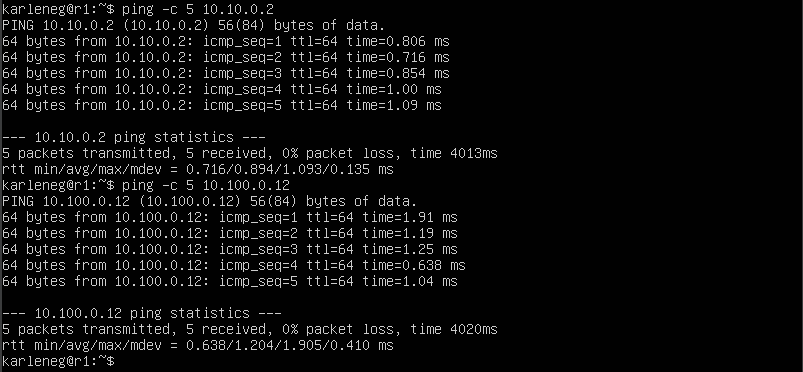 karleneg@r1:~$ ping -c 5 10.10.0.2
PING 10.10.0.2 (10.10.0.2) 56(84) bytes of data.
64 bytes from 10.10.0.2: icmp_seq=1 ttl=64 time=0.806 ms
64 bytes from 10.10.0.2: icmp_seq=2 ttl=64 time=0.716 ms
64 bytes from 10.10.0.2: icmp_seq=3 ttl=64 time=0.854 ms
64 bytes from 10.10.0.2: icmp_seq=4 ttl=64 time=1.00 ms
64 bytes from 10.10.0.2: icmp_seq=5 ttl=64 time=1.09 ms
--- 10.10.0.2 ping statistics ---
5 packets transmitted, 5 received, 0% packet loss, time 4013ms
rtt min/avg/max/mdev = 0.716/0.894/1.093/0.135 ms
karleneg@r1:~$ ping -c 5 10.100.0.12
PING 10.100.0.12 (10.100.0.12) 56(84) bytes of data.
64 bytes from 10.100.0.12: icmp_seq=1 ttl=64 time=1.91 ms
64 bytes from 10.100.0.12: icmp_seq=2 ttl=64 time=1.19 ms
64 bytes from 10.100.0.12: icmp_seq=3 ttl=64 time=1.25 ms
64 bytes from 10.100.0.12: icmp_seq=4 ttl=64 time=0.638 ms
64 bytes from 10.100.0.12: icmp_seq=5 ttl=64 time=1.04 ms
--- 10.100.0.12 ping statistics ---
5 packets transmitted, 5 received, 0% packet loss, time 4020ms
rtt min/avg/max/mdev = 0.638/1.204/1.905/0.410 ms
karleneg@r1:~$